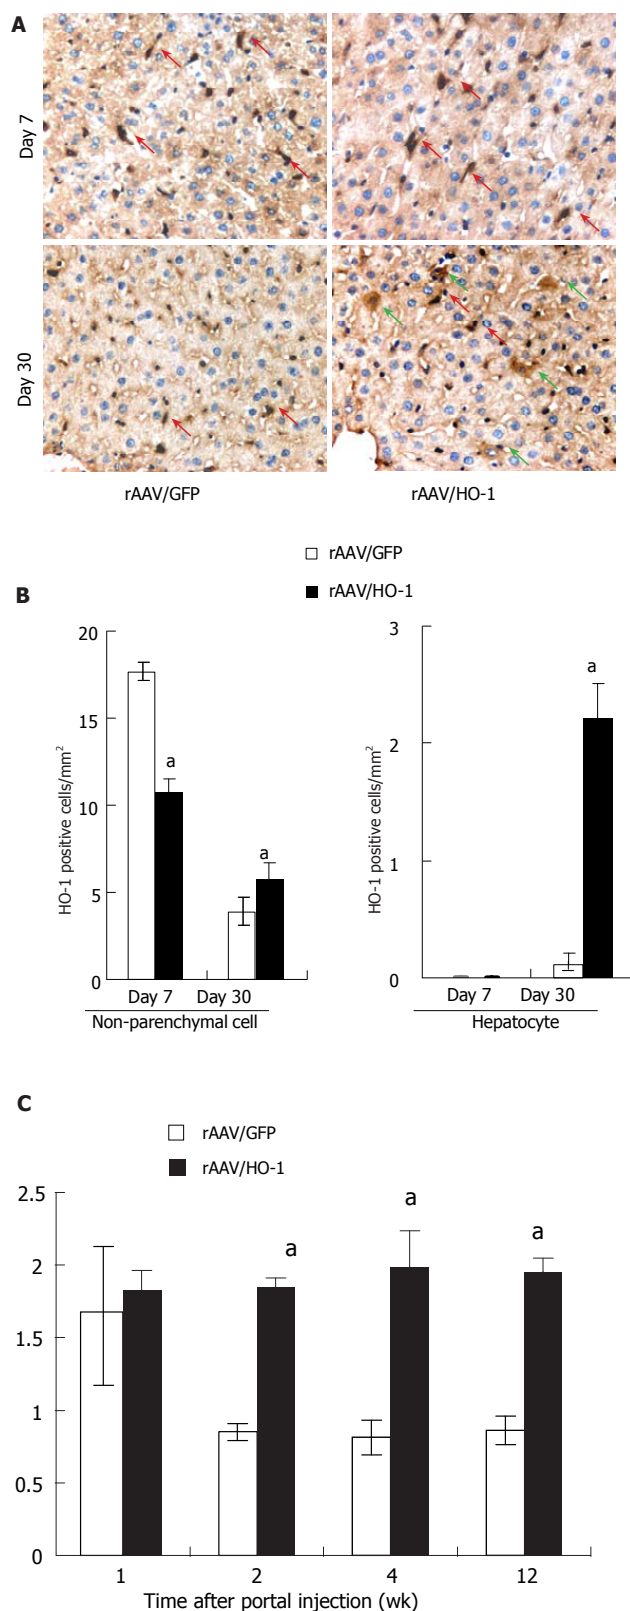 A
Day 7
Day 30
rAAV/GFP rAAV/HO-1
B
rAAV/GFP
rAAV/HO-1
HO-1 positive cells/mm²
20
15
10
5
0
a
a
Day 7 Day 30
Non-parenchymal cell
HO-1 positive cells/mm²
3
2
1
0
a
Day 7 Day 30
Hepatocyte
C
rAAV/GFP
rAAV/HO-1
2.5
2
1.5
1
0.5
0
a
a
a
1 2 4 12
Time after portal injection (wk)